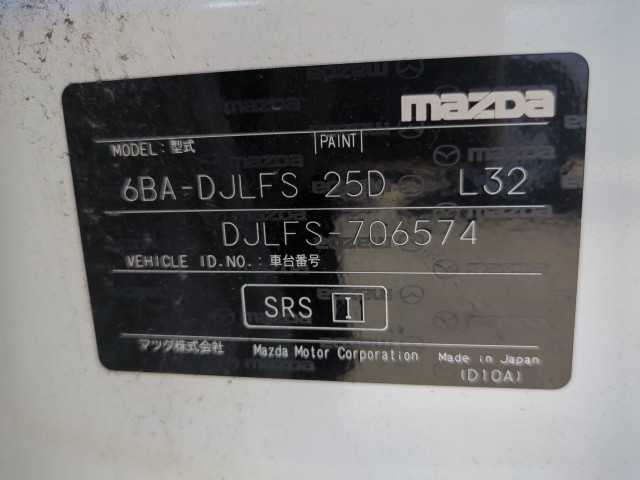 mazda
MODEL: 型式 PAINT
6BA-DJLFS 25D L32
DJLFS-706574
VEHICLE ID.NO.: 車台番号
SRS I
マツダ株式会社 Mazda Motor Corporation Made in Japan
(D10A)